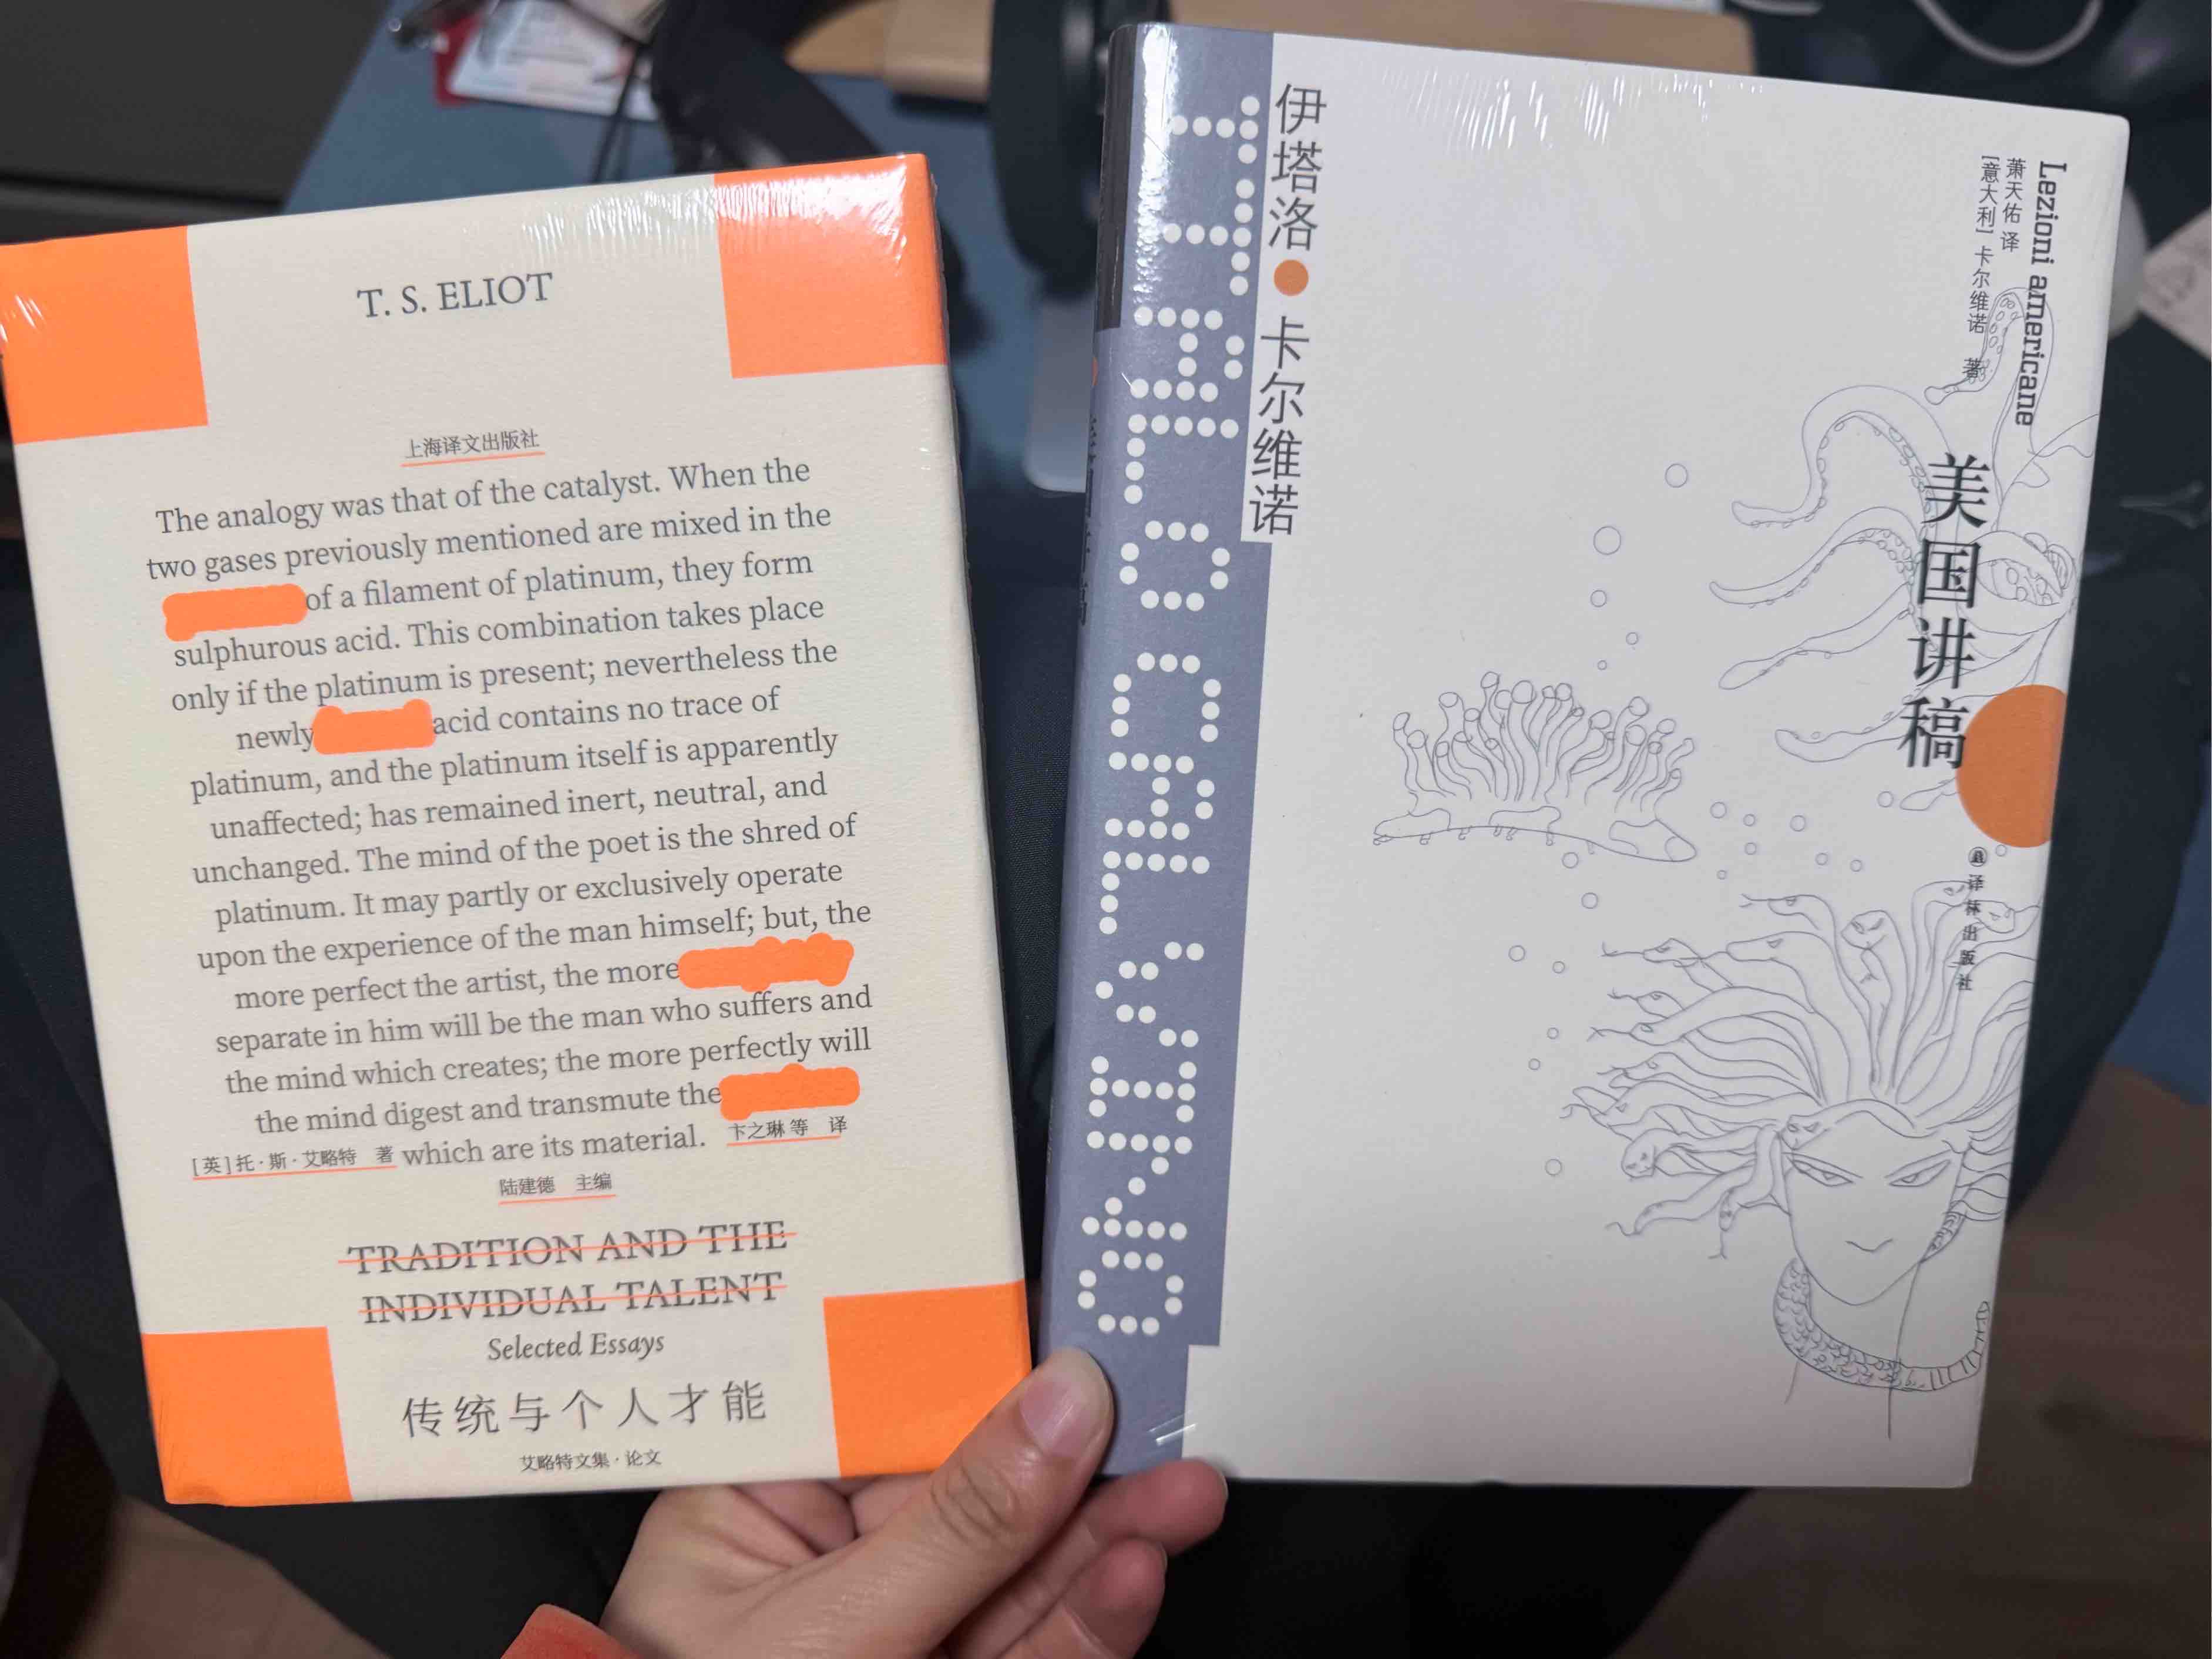 T. S. ELIOT
上海译文出版社
The analogy was that of the catalyst. When the
two gases previously mentioned are mixed in the
of a filament of platinum, they form
sulphurous acid. This combination takes place
only if the platinum is present; nevertheless the
newly acid contains no trace of
platinum, and the platinum itself is apparently
unaffected; has remained inert, neutral, and
unchanged. The mind of the poet is the shred of
platinum. It may partly or exclusively operate
upon the experience of the man himself; but, the
more perfect the artist, the more
separate in him will be the man who suffers and
the mind which creates; the more perfectly will
the mind digest and transmute the
[英]托·斯·艾略特 著 which are its material. 卞之琳 等 译
陆建德 主编
TRADITION AND THE
INDIVIDUAL TALENT
Selected Essays
传统与个人才能
艾略特文集·论文
ITALO CALVINO
伊塔洛·卡尔维诺
Lezioni americane
萧天佑 译
[意大利] 卡尔维诺 著
美国讲稿
译林出版社